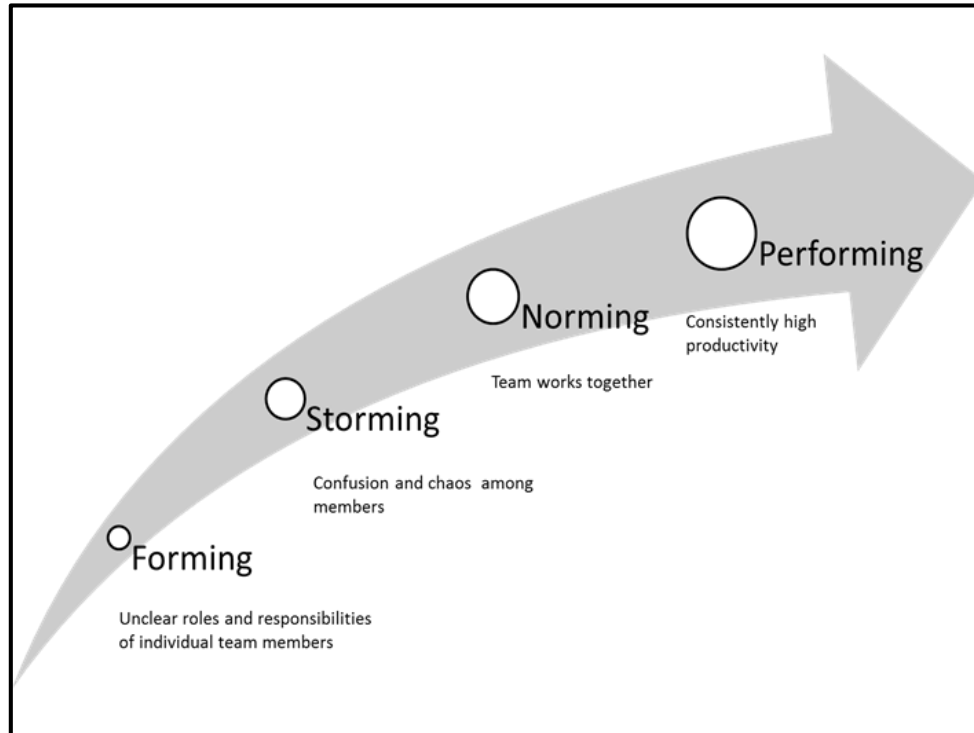 Forming
Unclear roles and responsibilities
of individual team members
Storming
Confusion and chaos among
members
Norming
Team works together
Performing
Consistently high
productivity